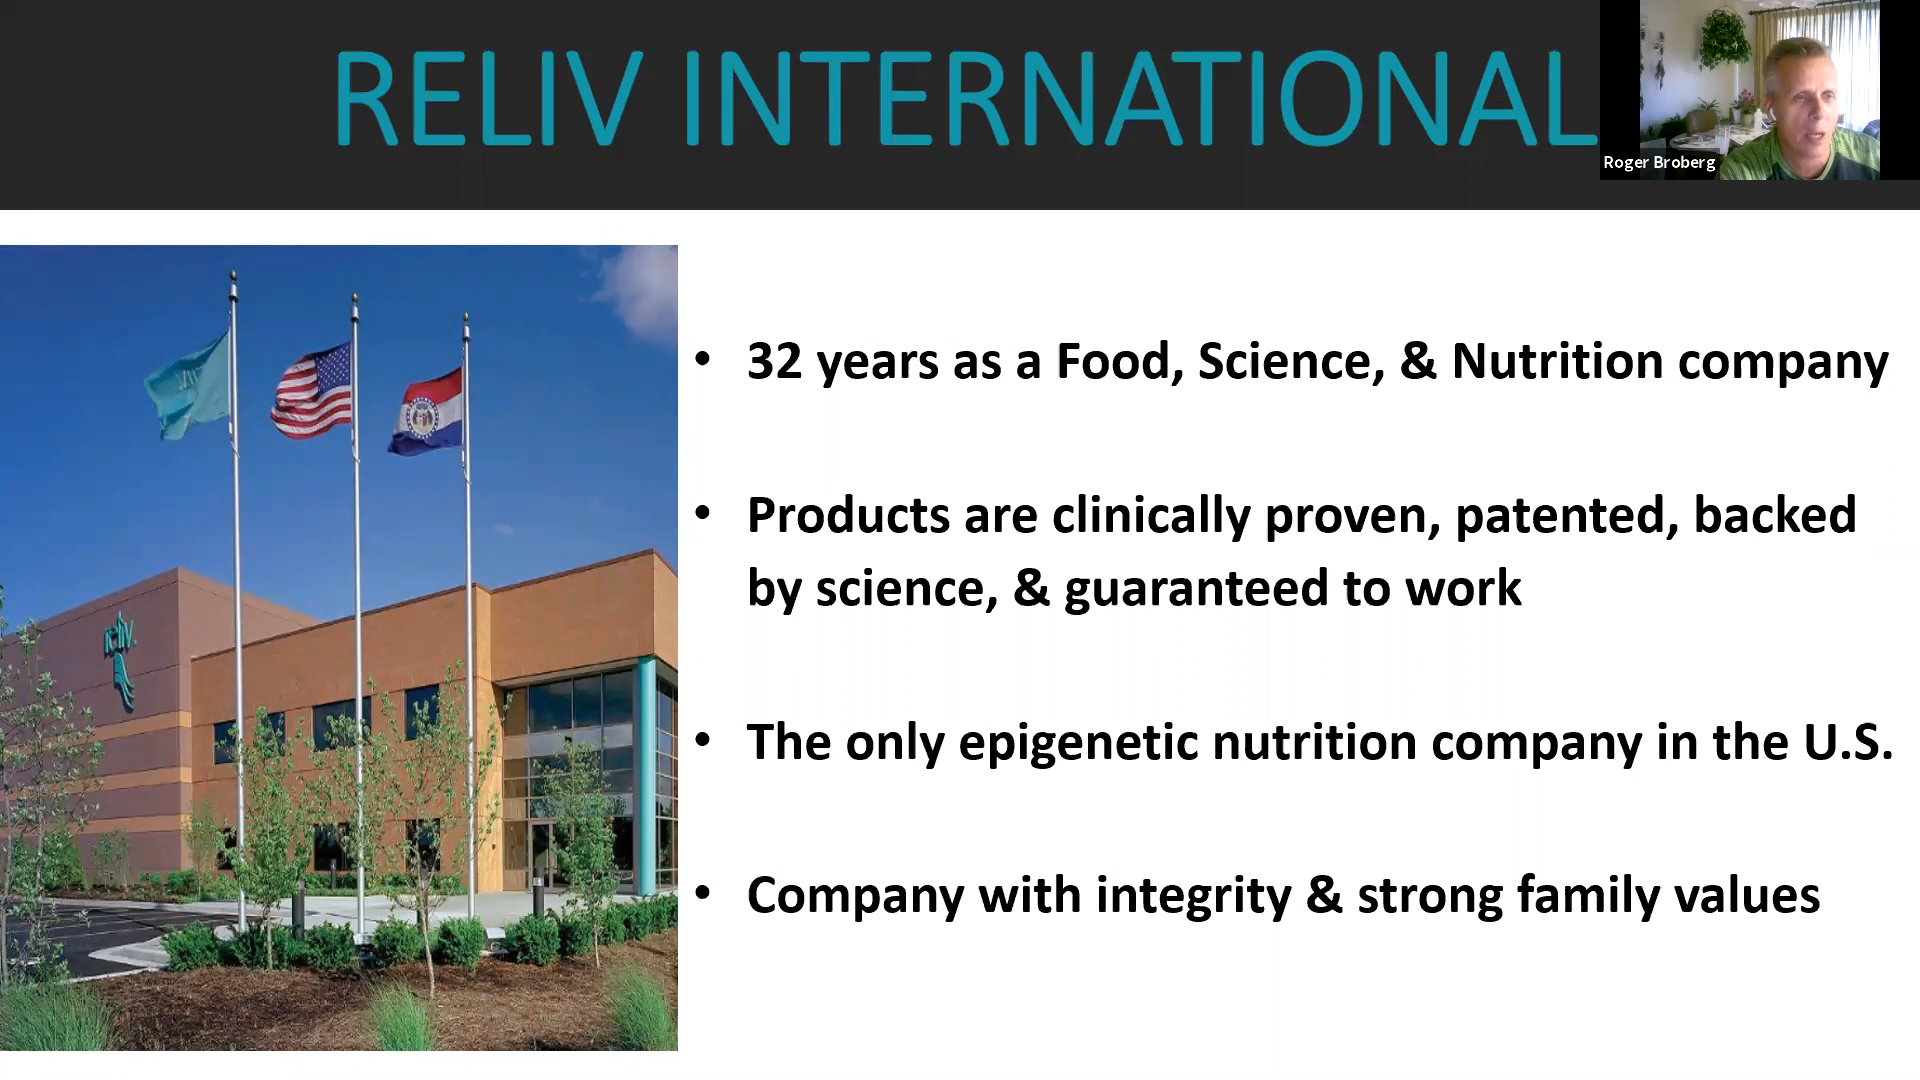 RELIV INTERNATIONAL
Roger Broberg
reliv
• 32 years as a Food, Science, & Nutrition company
• Products are clinically proven, patented, backed
by science, & guaranteed to work
• The only epigenetic nutrition company in the U.S.
• Company with integrity & strong family values